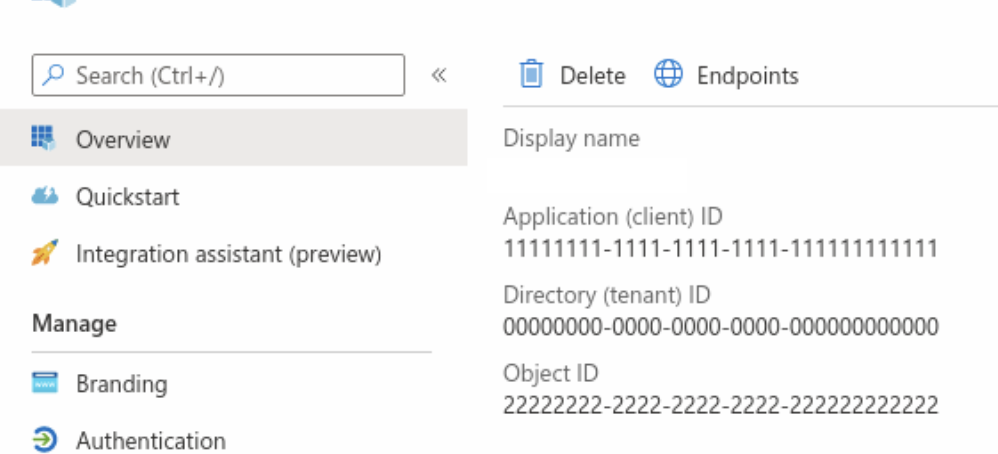 Search (Ctrl+/)
«
Overview
Quickstart
Integration assistant (preview)
Manage
Branding
Authentication
Delete
Endpoints
Display name
Application (client) ID
11111111-1111-1111-1111-111111111111
Directory (tenant) ID
00000000-0000-0000-0000-000000000000
Object ID
22222222-2222-2222-2222-222222222222